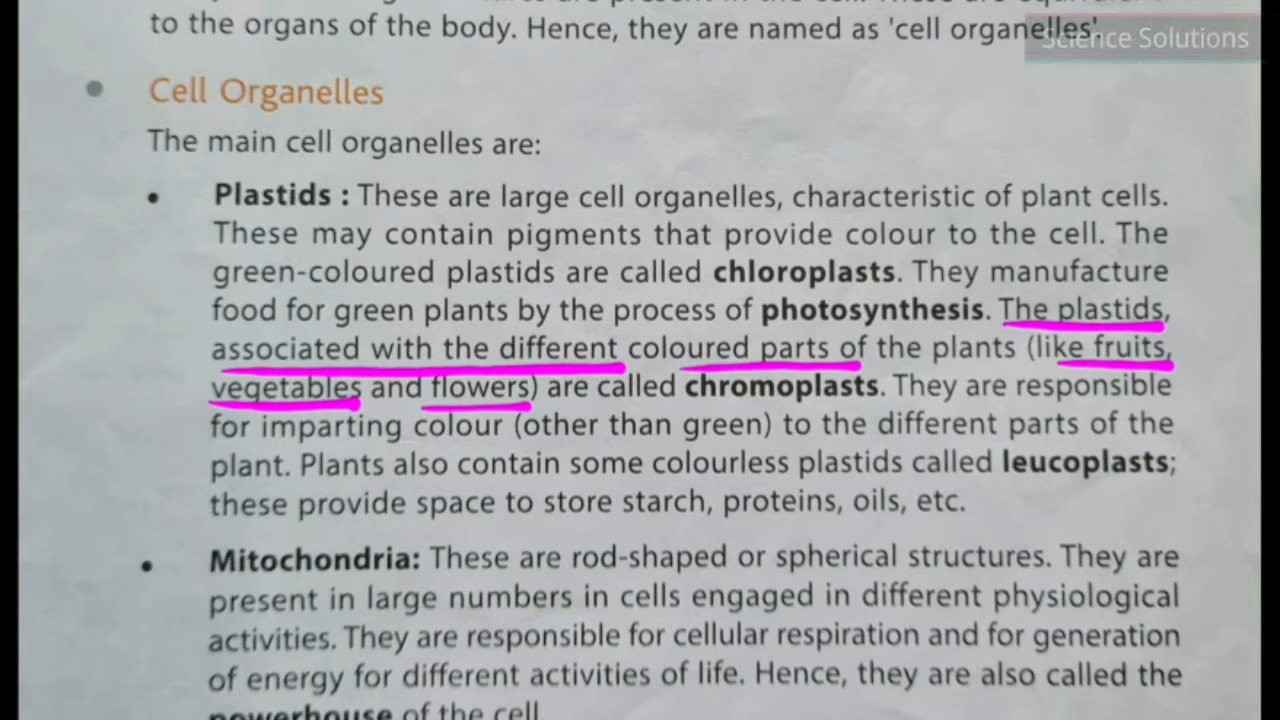 to the organs of the body. Hence, they are named as 'cell organelles'.
Science Solutions
Cell Organelles
The main cell organelles are:
Plastids : These are large cell organelles, characteristic of plant cells.
These may contain pigments that provide colour to the cell. The
green-coloured plastids are called chloroplasts. They manufacture
food for green plants by the process of photosynthesis. The plastids,
associated with the different coloured parts of the plants (like fruits,
vegetables and flowers) are called chromoplasts. They are responsible
for imparting colour (other than green) to the different parts of the
plant. Plants also contain some colourless plastids called leucoplasts;
these provide space to store starch, proteins, oils, etc.
Mitochondria: These are rod-shaped or spherical structures. They are
present in large numbers in cells engaged in different physiological
activities. They are responsible for cellular respiration and for generation
of energy for different activities of life. Hence, they are also called the
powerhouse of the cell